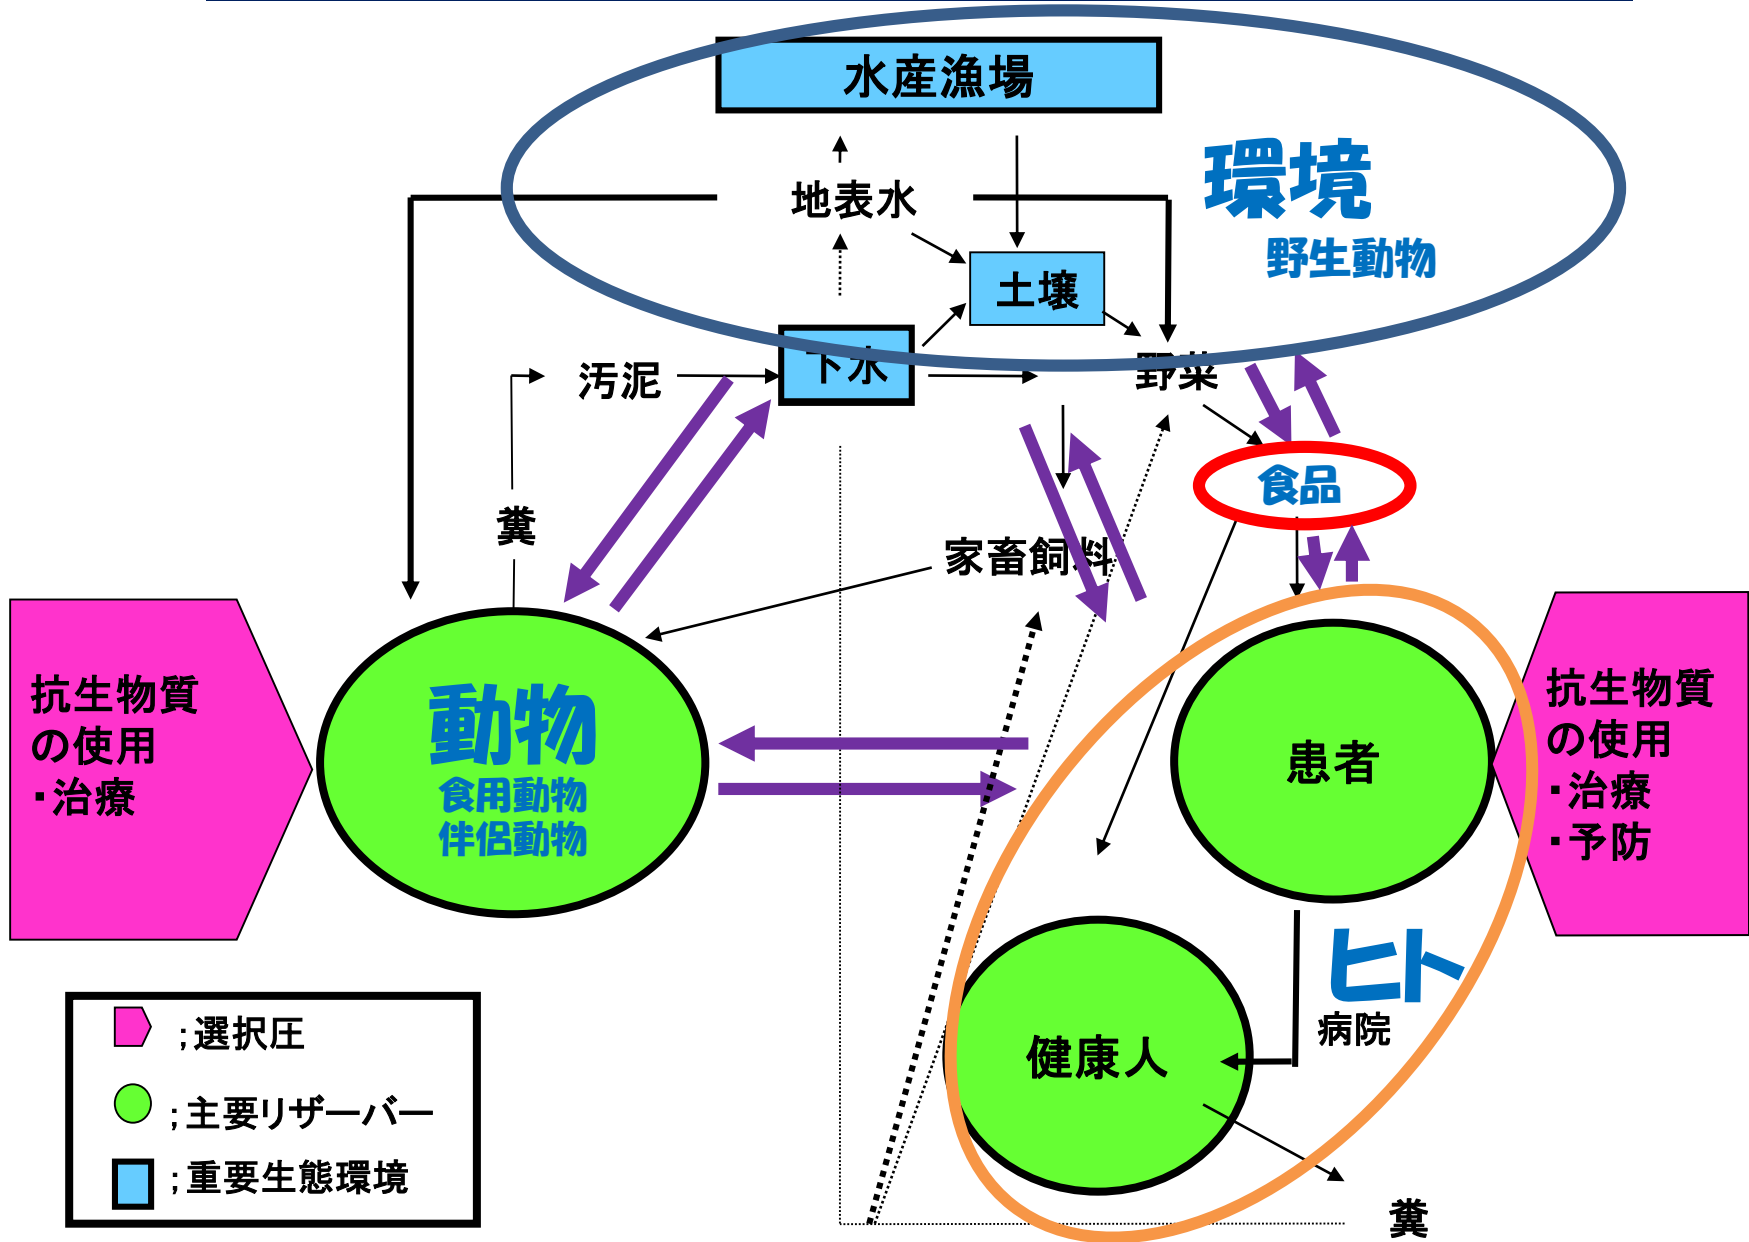 水産漁場
環境
地表水
野生動物
土壌
下水
野菜
汚泥
食品
糞
家畜飼料
抗生物質
の使用
・治療
動物
食用動物
伴侶動物
患者
抗生物質
の使用
・治療
・予防
ヒト
病院
健康人
糞
;選択圧
;主要リザーバー
;重要生態環境